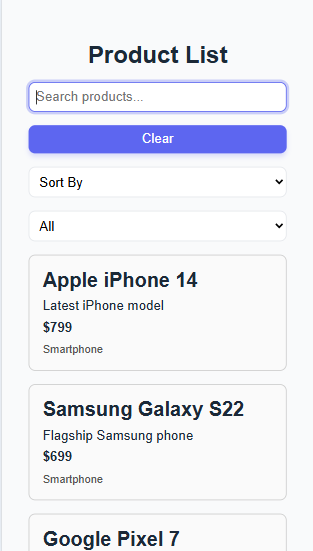 Product List
Search products...
Clear
Sort By
All
Apple iPhone 14
Latest iPhone model
$799
Smartphone
Samsung Galaxy S22
Flagship Samsung phone
$699
Smartphone
Google Pixel 7